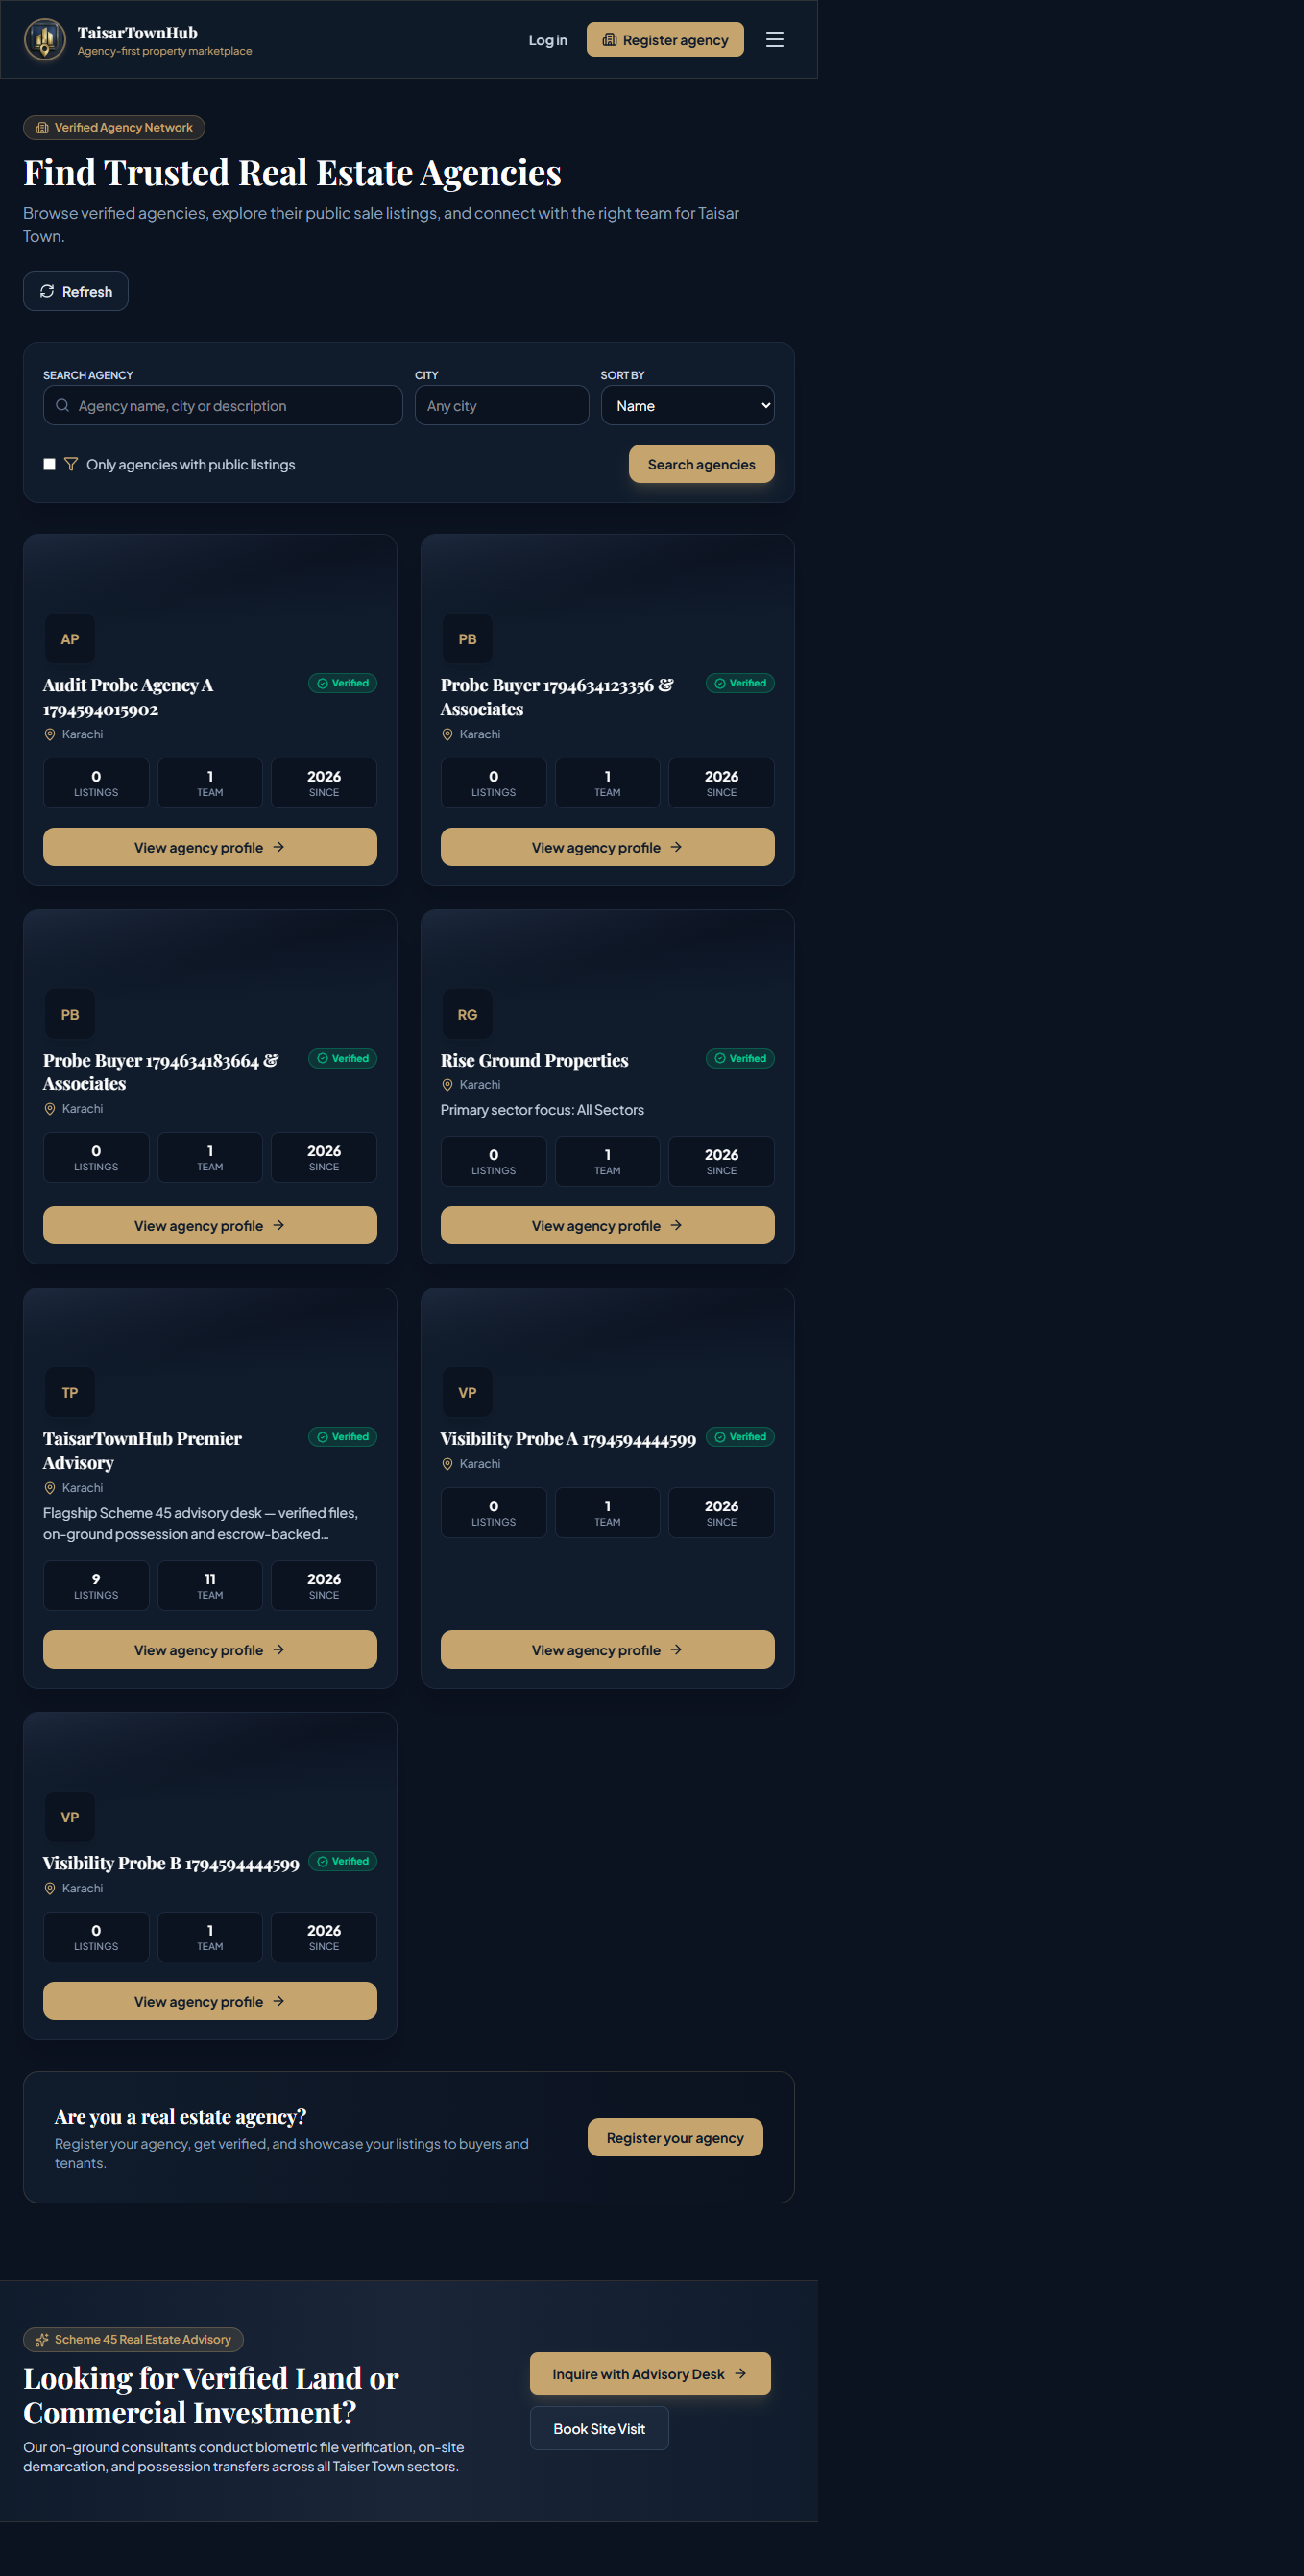 TaisarTownHub
Agency-first property marketplace
Log in
Register agency
Verified Agency Network
Find Trusted Real Estate Agencies
Browse verified agencies, explore their public sale listings, and connect with the right team for Taisar
Town.
Refresh
SEARCH AGENCY
CITY
SORT BY
Agency name, city or description
Any city
Name
Only agencies with public listings
Search agencies
AP
Audit Probe Agency A
1794594015902
Verified
Karachi
0
LISTINGS
1
TEAM
2026
SINCE
View agency profile
PB
Probe Buyer 1794634123356 &
Associates
Verified
Karachi
0
LISTINGS
1
TEAM
2026
SINCE
View agency profile
PB
Probe Buyer 1794634183664 &
Associates
Verified
Karachi
0
LISTINGS
1
TEAM
2026
SINCE
View agency profile
RG
Rise Ground Properties
Verified
Karachi
Primary sector focus: All Sectors
0
LISTINGS
1
TEAM
2026
SINCE
View agency profile
TP
TaisarTownHub Premier
Advisory
Verified
Karachi
Flagship Scheme 45 advisory desk — verified files,
on-ground possession and escrow-backed...
9
LISTINGS
11
TEAM
2026
SINCE
View agency profile
VP
Visibility Probe A 1794594444599
Verified
Karachi
0
LISTINGS
1
TEAM
2026
SINCE
View agency profile
VP
Visibility Probe B 1794594444599
Verified
Karachi
0
LISTINGS
1
TEAM
2026
SINCE
View agency profile
Are you a real estate agency?
Register your agency, get verified, and showcase your listings to buyers and
tenants.
Register your agency
Scheme 45 Real Estate Advisory
Looking for Verified Land or
Commercial Investment?
Our on-ground consultants conduct biometric file verification, on-site
demarcation, and possession transfers across all Taiser Town sectors.
Inquire with Advisory Desk
Book Site Visit